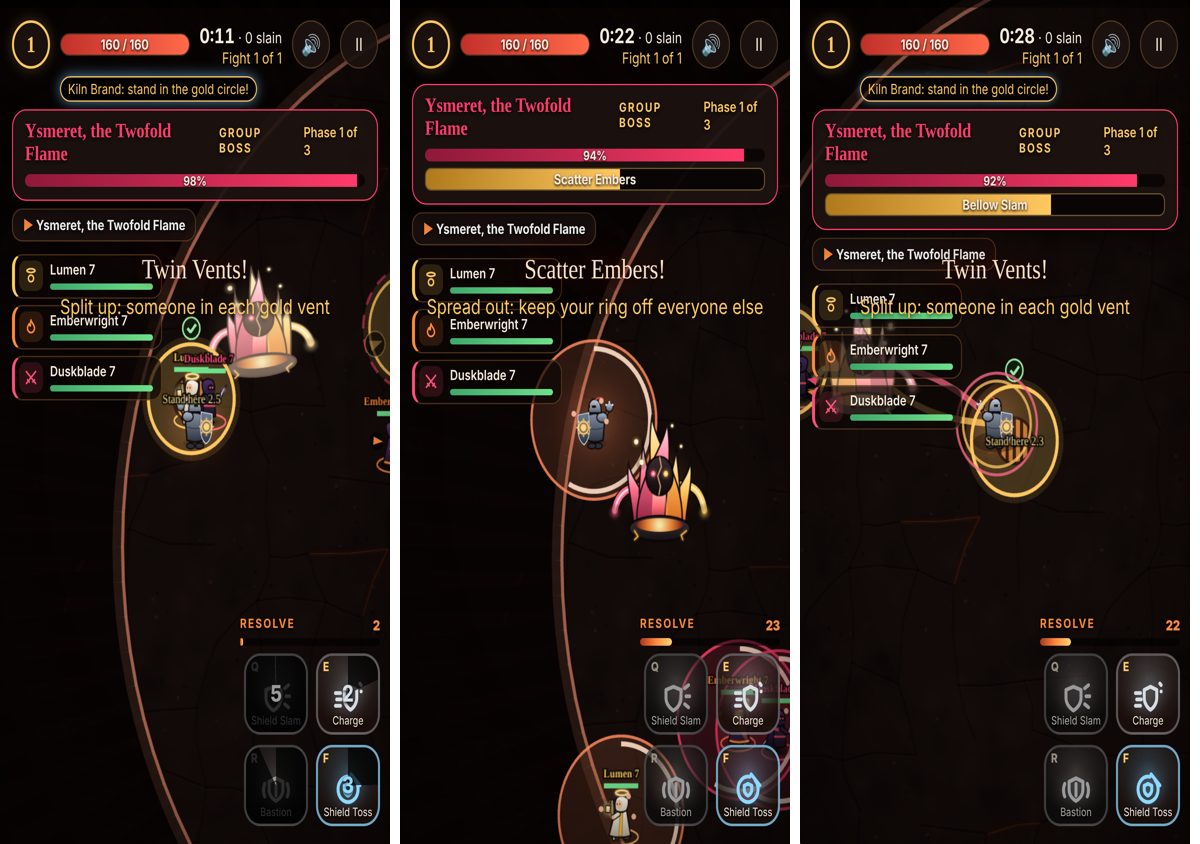 1
160 / 160
0:11 · 0 slain
Fight 1 of 1
Kiln Brand: stand in the gold circle!
Ysmeret, the Twofold Flame
GROUP BOSS
Phase 1 of 3
98%
Ysmeret, the Twofold Flame
Lumen 7
Twin Vents!
Split up: someone in each gold vent
Emberwright 7
Duskblade 7
Duskblade 7
Stand here 2.5
RESOLVE
2
Q
5
Shield Slam
E
2
Charge
R
Bastion
F
3
Shield Toss
1
160 / 160
0:22 · 0 slain
Fight 1 of 1
Ysmeret, the Twofold Flame
GROUP BOSS
Phase 1 of 3
94%
Scatter Embers
Ysmeret, the Twofold Flame
Lumen 7
Scatter Embers!
Spread out: keep your ring off everyone else
Emberwright 7
Duskblade 7
RESOLVE
23
Emberwright 7
Q
Shield Slam
E
Charge
Lumen 7
R
Bastion
F
Shield Toss
1
160 / 160
0:28 · 0 slain
Fight 1 of 1
Kiln Brand: stand in the gold circle!
Ysmeret, the Twofold Flame
GROUP BOSS
Phase 1 of 3
92%
Bellow Slam
Ysmeret, the Twofold Flame
Twin Vents!
Lumen 7
Split up: someone in each gold vent
Emberwright 7
Duskblade 7
Stand here 2.3
RESOLVE
22
Q
Shield Slam
E
Charge
R
Bastion
F
Shield Toss